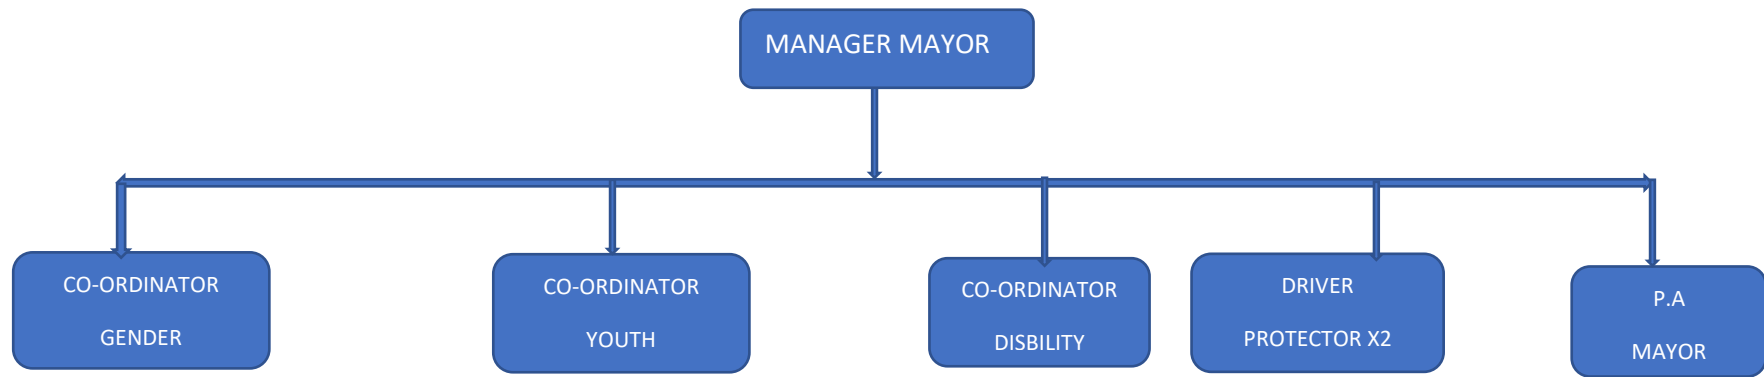 MANAGER MAYOR
CO-ORDINATOR
GENDER
CO-ORDINATOR
YOUTH
CO-ORDINATOR
DISBILITY
DRIVER
PROTECTOR X2
P.A
MAYOR